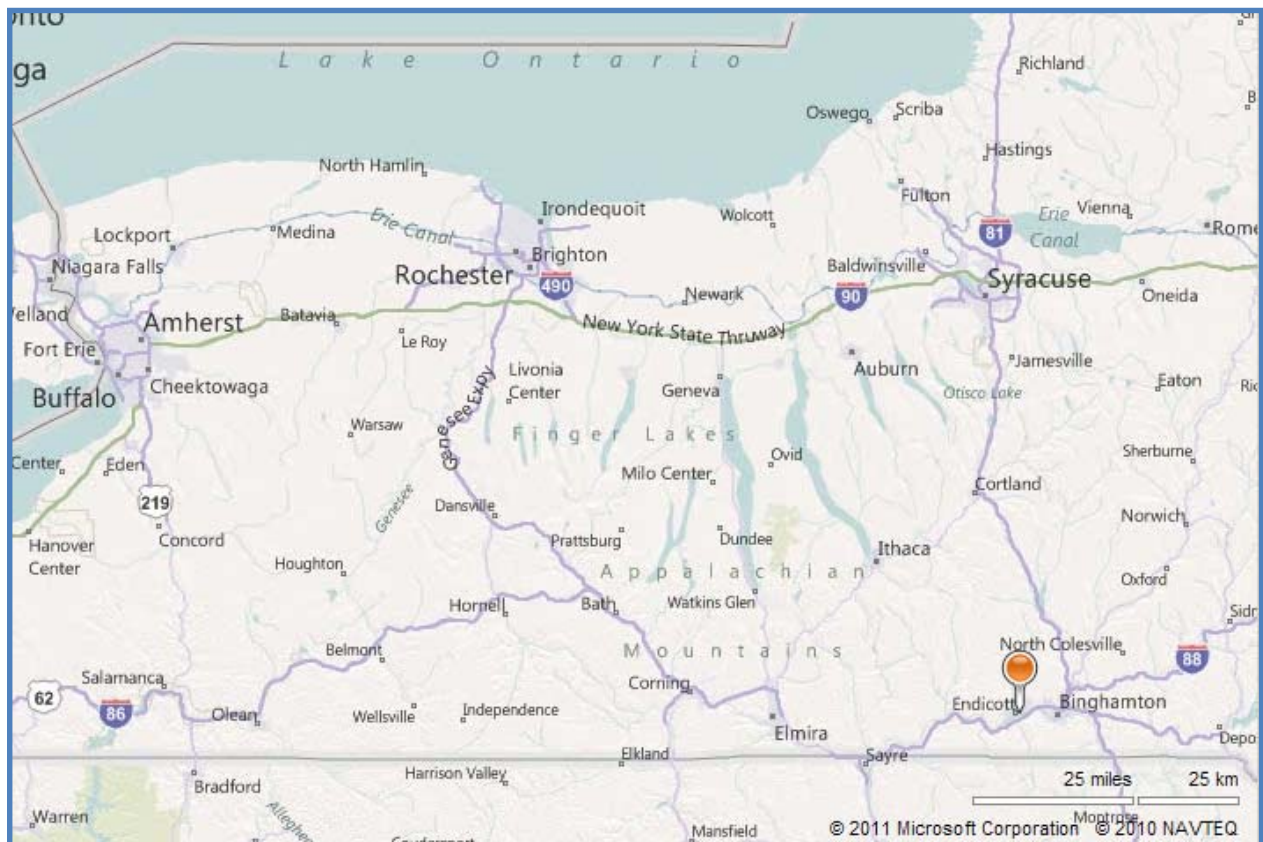 Lake Ontario
Richland
Oswego
Scriba
Hastings
North Hamlin
Fulton
Irondequoit
Wolcott
Vienna
Erie
Canal
Erie Canal
Medina
81
Lockport
Brighton
Baldwinsville
Niagara Falls
Rochester
490
Syracuse
90
Newark
Oneida
Batavia
Amherst
New York State Thruway
Le Roy
Fort Erie
Jamesville
Livonia
Center
Auburn
Cheektowaga
Geneva
Eaton
Buffalo
Otisco Lake
Genesee Expy
Warsaw
Finger Lakes
Ovid
Sherburne
Center
Eden
Milo Center
Cortland
219
Dansville
Genesee
Norwich
Hanover
Center
Concord
Prattsburg
Dundee
Ithaca
Houghton
Appalachian
Oxford
Hornell
Bath
Watkins Glen
Belmont
Mountains
North Colesville
88
Salamanca
Corning
62
86
Olean
Wellsville
Independence
Endicott
Binghamton
Elmira
Elkland
Sayre
Harrison Valley
Bradford
25 miles
25 km
Warren
Montrose
Mansfield
© 2011 Microsoft Corporation © 2010 NAVTEQ